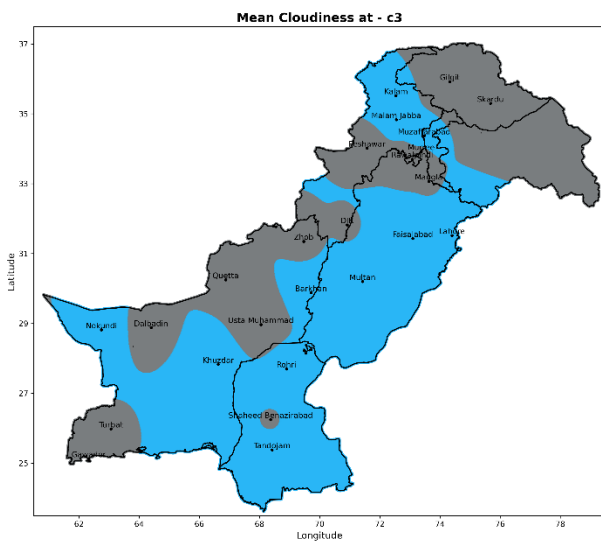 Mean Cloudiness at - c3
37
Gilgit
Kalam
Skardu
35
Malam Jabba
Muzaffarabad
Peshawar
Murree
Rawalpindi
Mangla
33
DIK
Zhob
Faisalabad
Lahore
31
Quetta
Multan
Barkhan
Nokundi
Dalbadin
Usta Muhammad
29
Khuzdar
Rohri
27
Shaheed Benazirabad
Turbat
Tandojam
Gawadar
25
62
64
66
68
70
72
74
76
78
Longitude
Latitude